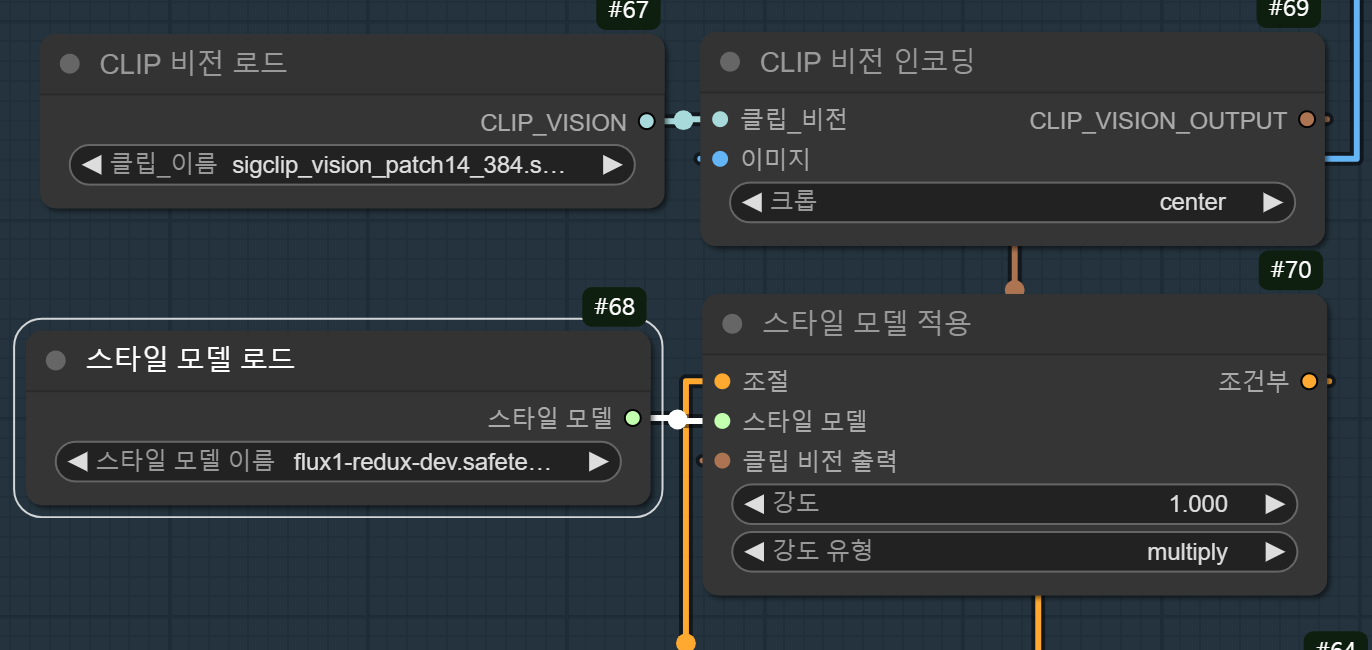 #67
CLIP 비전 로드
CLIP_VISION
클립_이름 sigclip_vision_patch14_384.s...
#69
CLIP 비전 인코딩
클립_비전 CLIP_VISION_OUTPUT
이미지
크롭 center
#68
스타일 모델 로드
스타일 모델
스타일 모델 이름 flux1-redux-dev.safete...
#70
스타일 모델 적용
조절 조건부
스타일 모델
클립 비전 출력
강도 1.000
강도 유형 multiply
#64